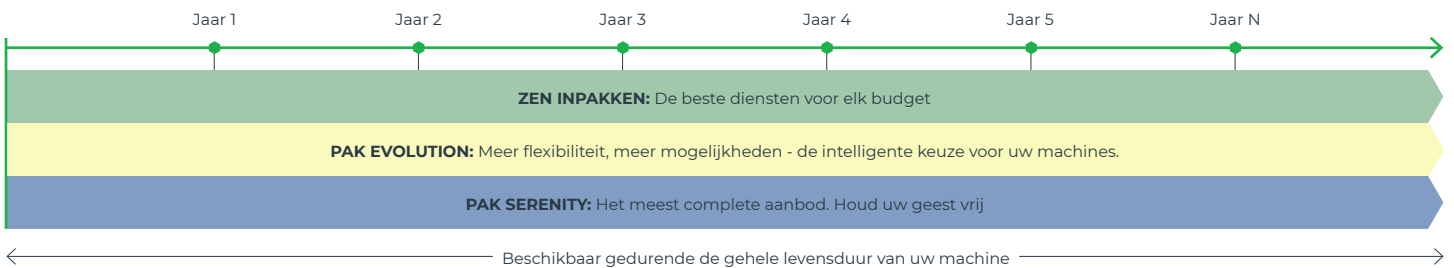 Jaar 1 Jaar 2 Jaar 3 Jaar 4 Jaar 5 Jaar N
ZEN INPAKKEN: De beste diensten voor elk budget
PAK EVOLUTION: Meer flexibiliteit, meer mogelijkheden - de intelligente keuze voor uw machines.
PAK SERENITY: Het meest complete aanbod. Houd uw geest vrij
Beschikbaar gedurende de gehele levensduur van uw machine